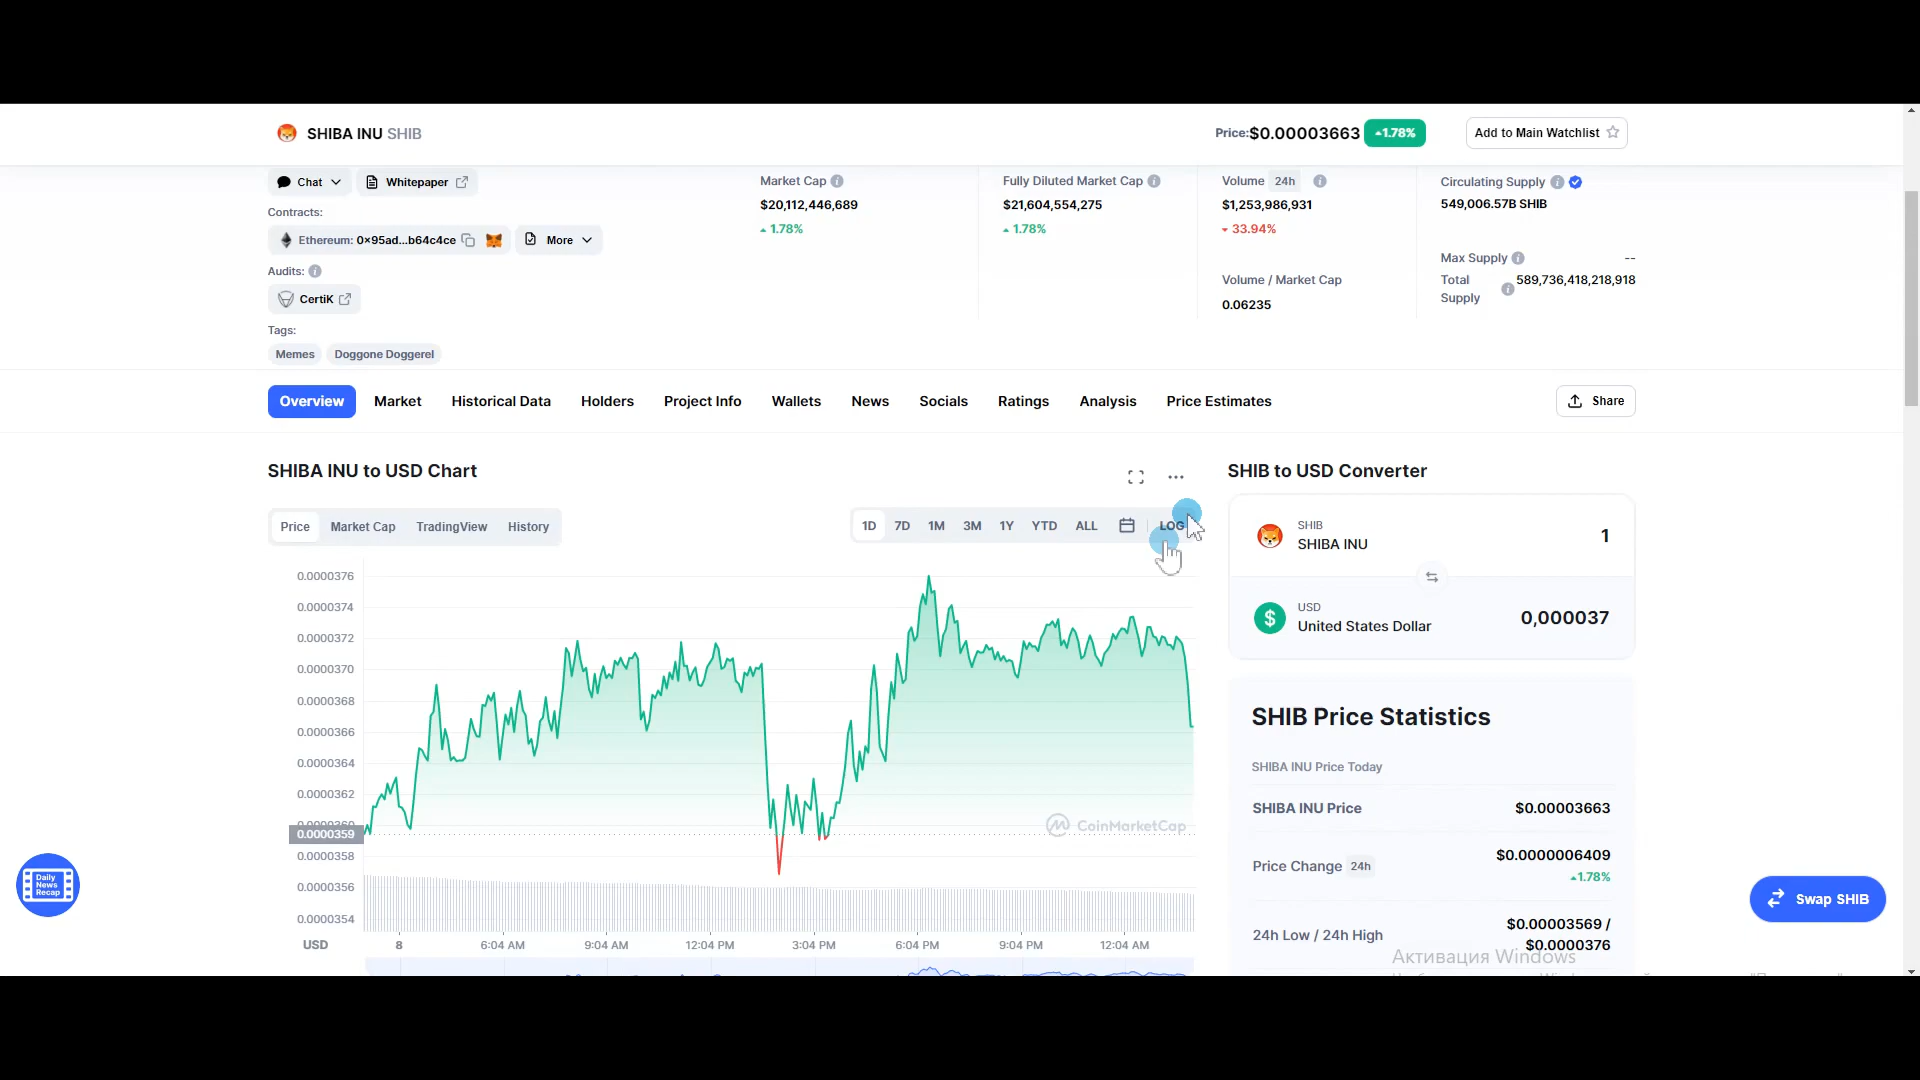 SHIBA INU SHIB
Price:$0.00003663 1.78%
Add to Main Watchlist
Chat
Whitepaper
Contracts:
Ethereum: 0x95ad...b64c4ce
More
Audits:
CertiK
Tags:
Memes
Doggone Doggerel
Market Cap
$20,112,446,689
1.78%
Fully Diluted Market Cap
$21,604,554,275
1.78%
Volume 24h
$1,253,986,931
33.94%
Volume / Market Cap
0.06235
Circulating Supply
549,006.57B SHIB
Max Supply --
Total Supply 589,736,418,218,918
Overview Market Historical Data Holders Project Info Wallets News Socials Ratings Analysis Price Estimates
Share
SHIBA INU to USD Chart
Price Market Cap TradingView History
1D 7D 1M 3M 1Y YTD ALL LOG
0.0000376
0.0000374
0.0000372
0.0000370
0.0000368
0.0000366
0.0000364
0.0000362
0.0000360
0.0000359
0.0000358
0.0000356
0.0000354
CoinMarketCap
USD 8 6:04 AM 9:04 AM 12:04 PM 3:04 PM 6:04 PM 9:04 PM 12:04 AM
SHIB to USD Converter
SHIB
SHIBA INU
1
USD
United States Dollar
0,000037
$
SHIB Price Statistics
SHIBA INU Price Today
SHIBA INU Price $0.00003663
Price Change 24h $0.0000006409
1.78%
24h Low / 24h High $0.00003569 /
$0.0000376
Активация Windows
Daily
News
Recap
Swap SHIB